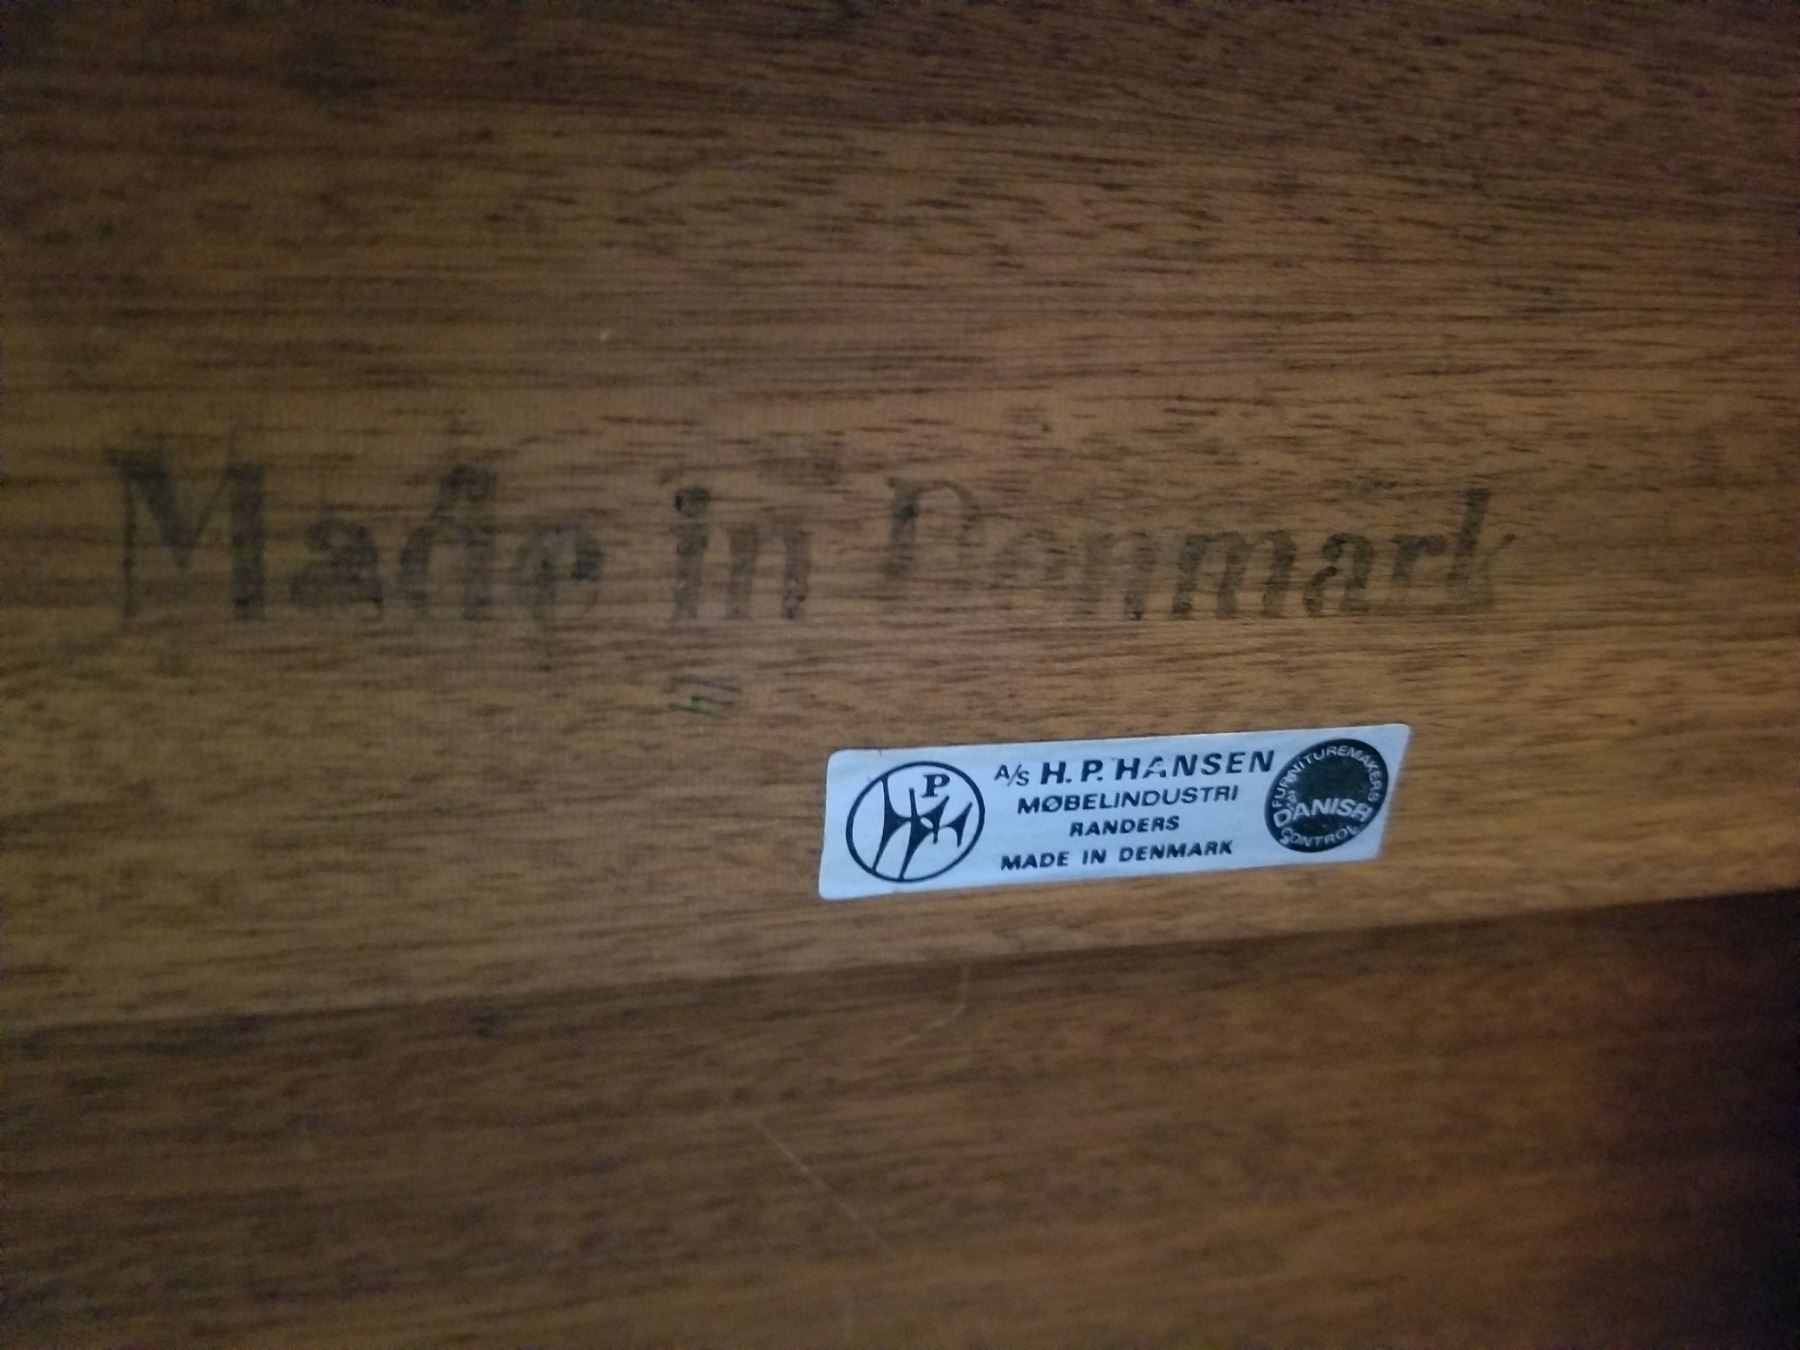 Made in Denmark
P
H H
A/S H. P. HANSEN
MØBELINDUSTRI
RANDERS
MADE IN DENMARK
FURNITUREMAKERS
DANISH
CONTROL